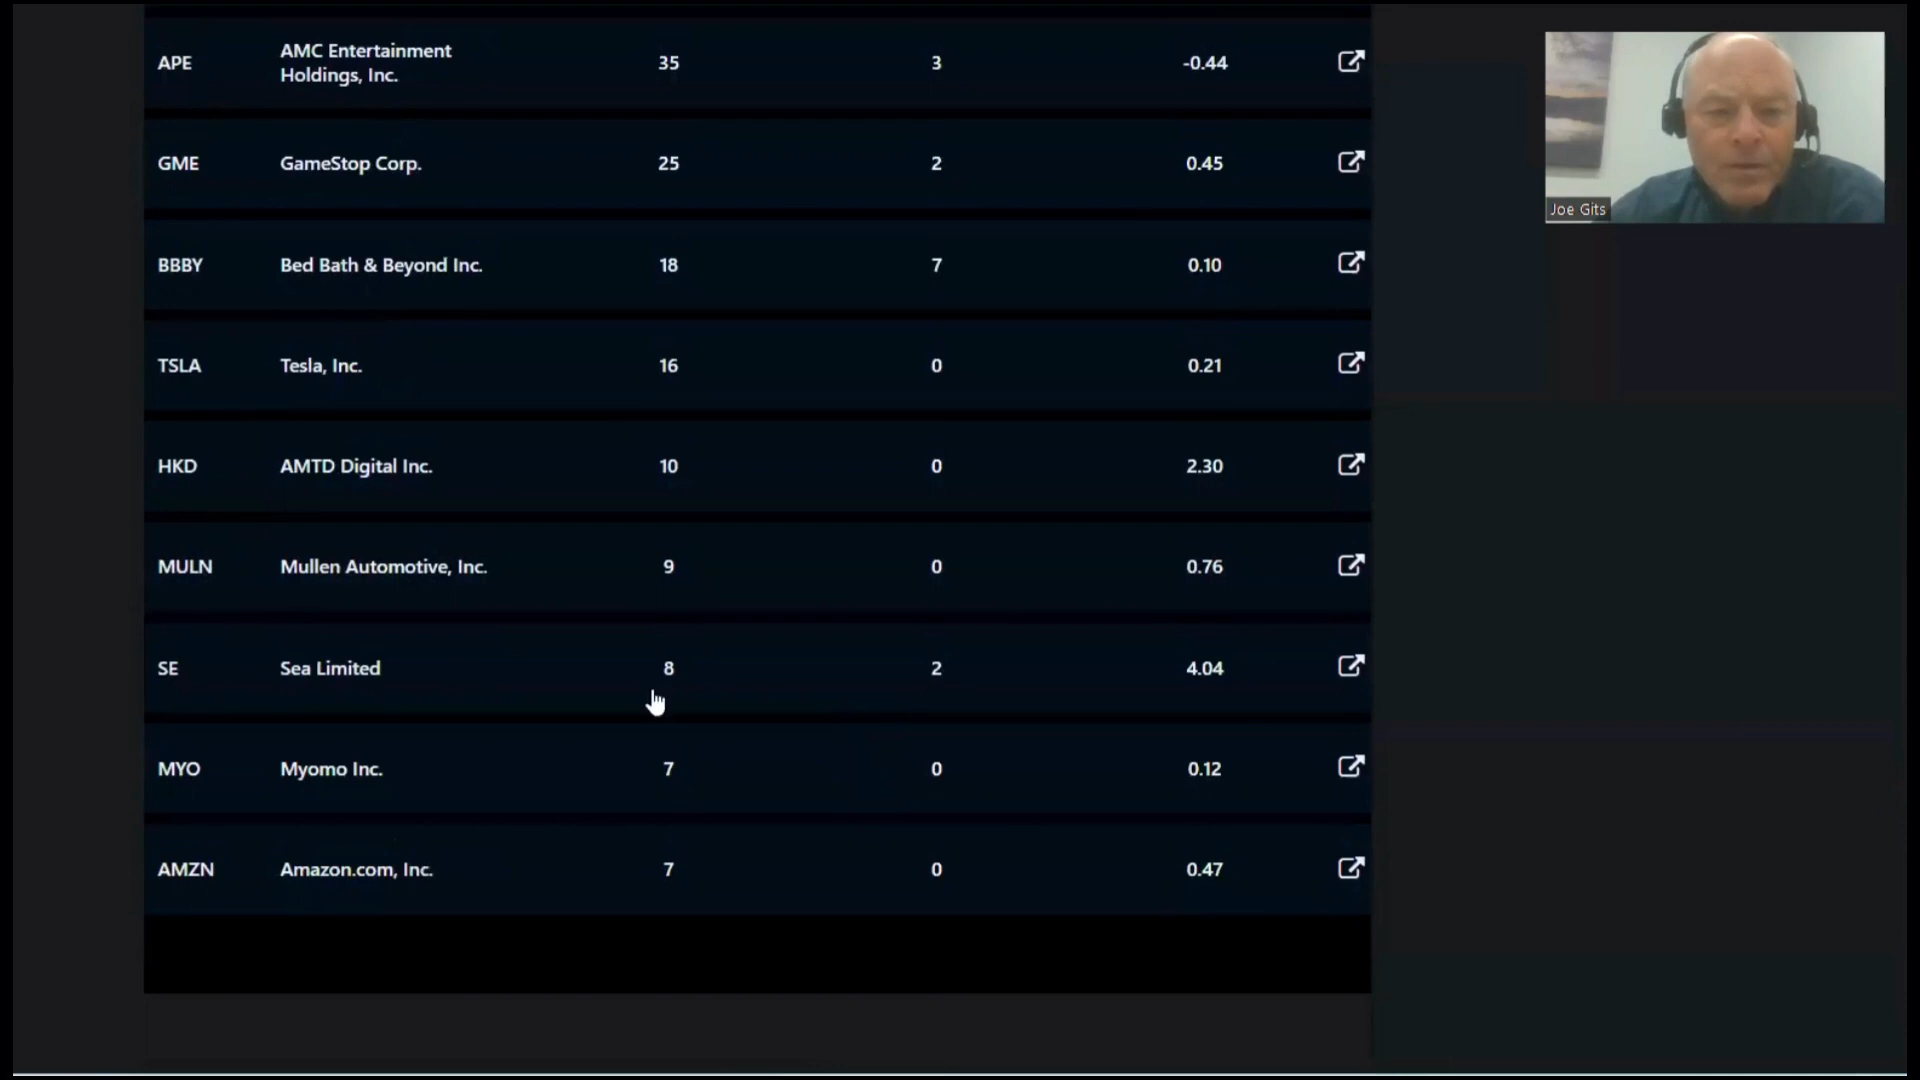 APE AMC Entertainment Holdings, Inc. 35 3 -0.44
GME GameStop Corp. 25 2 0.45
BBBY Bed Bath & Beyond Inc. 18 7 0.10
TSLA Tesla, Inc. 16 0 0.21
HKD AMTD Digital Inc. 10 0 2.30
MULN Mullen Automotive, Inc. 9 0 0.76
SE Sea Limited 8 2 4.04
MYO Myomo Inc. 7 0 0.12
AMZN Amazon.com, Inc. 7 0 0.47
Joe Gits